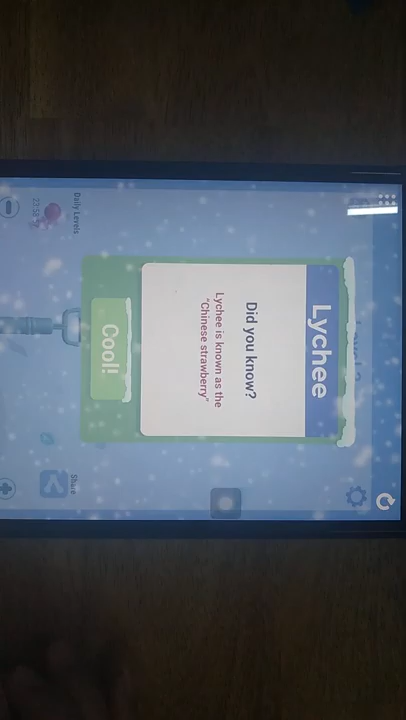 Lychee
Did you know?
Lychee is known as the
"Chinese strawberry"
Cool!
Daily Levels
Share